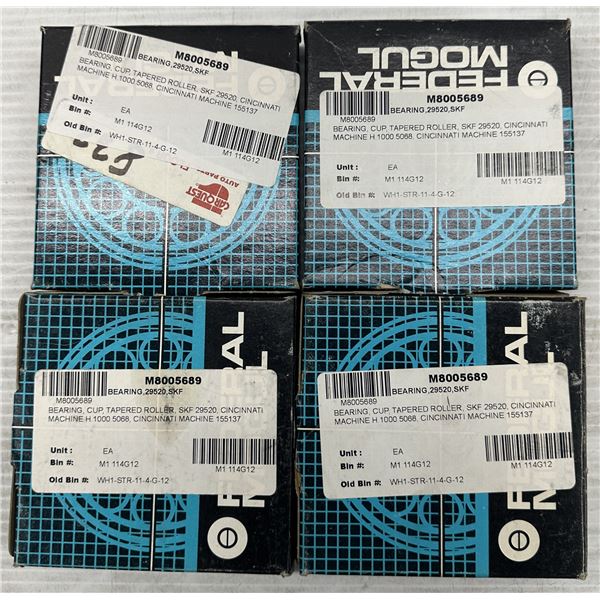 M8005689
M8005689
BEARING,29520,SKF
BEARING, CUP, TAPERED ROLLER, SKF 29520, CINCINNATI
MACHINE H.1000.5068, CINCINNATI MACHINE 155137
Unit : EA
Bin #: M1 114G12
M1 114G12
Old Bin #: WH1-STR-11-4-G-12
CARQUEST
AUTO PARTS
FEDERAL
MOGUL
M8005689
M8005689
BEARING,29520,SKF
BEARING, CUP, TAPERED ROLLER, SKF 29520, CINCINNATI
MACHINE H.1000.5068, CINCINNATI MACHINE 155137
Unit : EA
Bin #: M1 114G12
M1 114G12
Old Bin #: WH1-STR-11-4-G-12
M8005689
M8005689
BEARING,29520,SKF
BEARING, CUP, TAPERED ROLLER, SKF 29520, CINCINNATI
MACHINE H.1000.5068, CINCINNATI MACHINE 155137
Unit : EA
Bin #: M1 114G12
M1 114G12
Old Bin #: WH1-STR-11-4-G-12
M8005689
M8005689
BEARING,29520,SKF
BEARING, CUP, TAPERED ROLLER, SKF 29520, CINCINNATI
MACHINE H.1000.5068, CINCINNATI MACHINE 155137
Unit : EA
Bin #: M1 114G12
M1 114G12
Old Bin #: WH1-STR-11-4-G-12